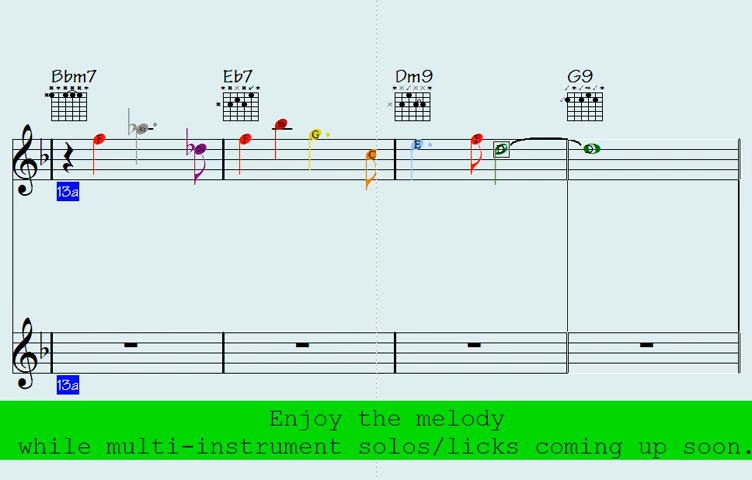 Bbm7 Eb7 Dm9 G9
F F G C E F D D
13a
13a
Enjoy the melody
while multi-instrument solos/licks coming up soon.